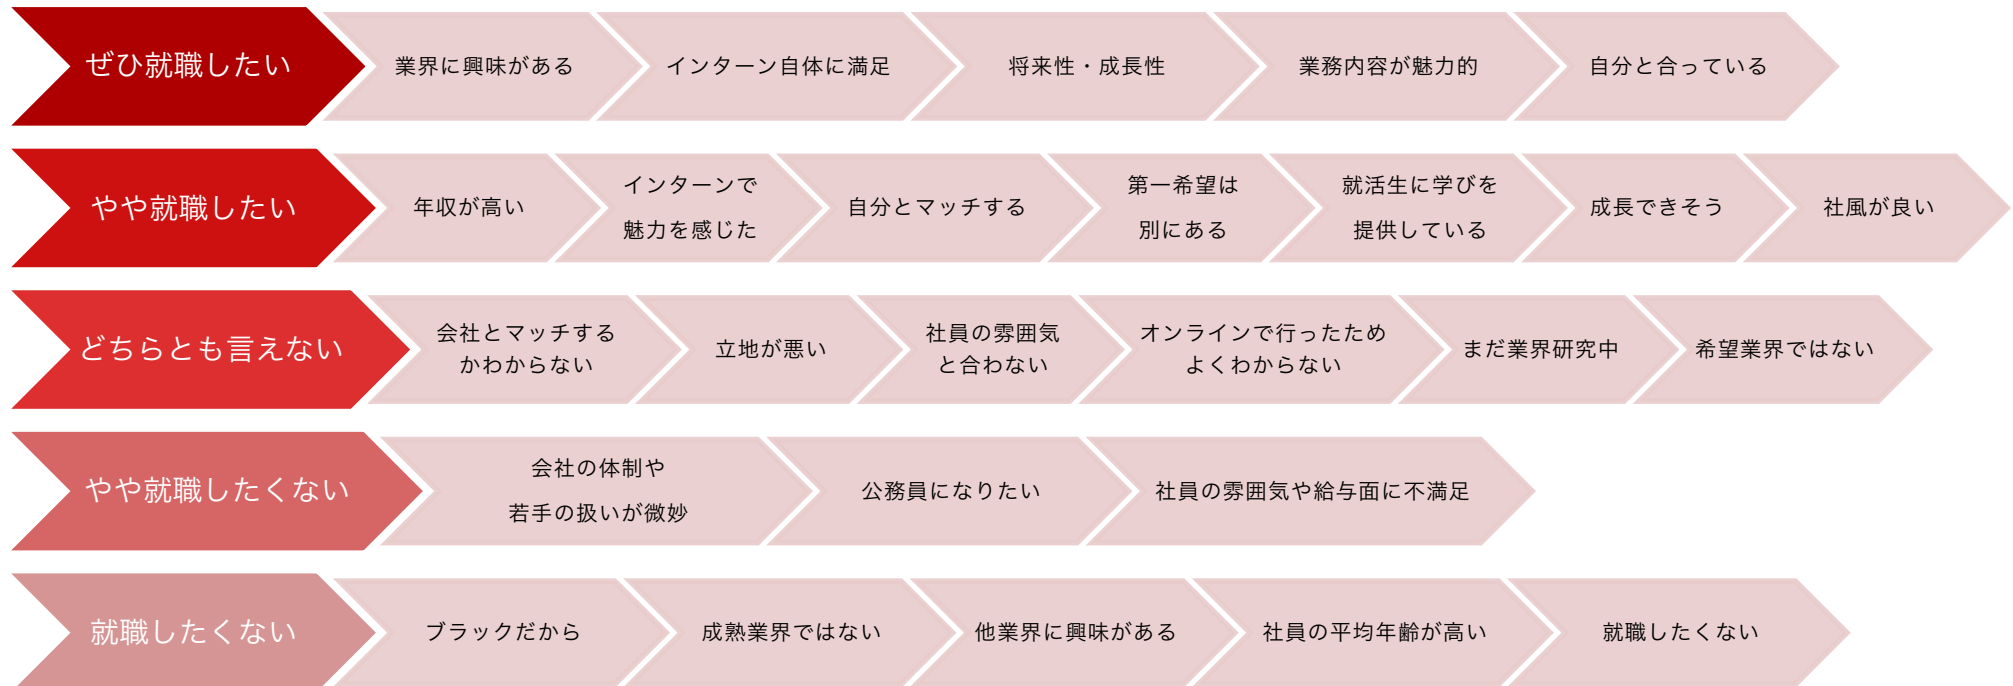 ぜひ就職したい
業界に興味がある
インターン自体に満足
将来性・成長性
業務内容が魅力的
自分と合っている
やや就職したい
年収が高い
インターンで
魅力を感じた
自分とマッチする
第一希望は
別にある
就活生に学びを
提供している
成長できそう
社風が良い
どちらとも言えない
会社とマッチする
かわからない
立地が悪い
社員の雰囲気
と合わない
オンラインで行ったため
よくわからない
まだ業界研究中
希望業界ではない
やや就職したくない
会社の体制や
若手の扱いが微妙
公務員になりたい
社員の雰囲気や給与面に不満足
就職したくない
ブラックだから
成熟業界ではない
他業界に興味がある
社員の平均年齢が高い
就職したくない